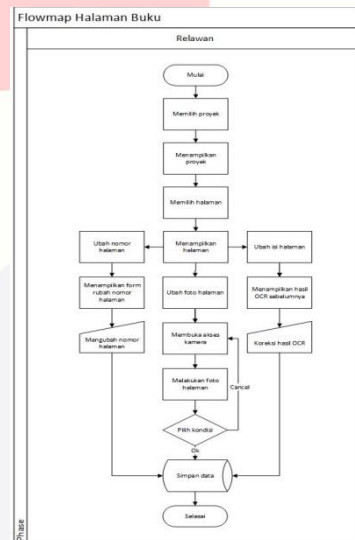 Flowmap Halaman Buku
Relawan
Mulai
Memilih proyek
Menampilkan
proyek
Memilih halaman
Ubah nomor
halaman
Menampilkan
halaman
Ubah isi halaman
Menampilkan form
rubah nomor
halaman
Ubah foto halaman
Menampilkan hasil
OCR sebelumnya
Mengubah nomor
halaman
Membuka akses
kamera
Koreksi hasil OCR
Melakukan foto
halaman
Cancel
Pilih kondisi
Ok
Simpan data
Selesai
Phase